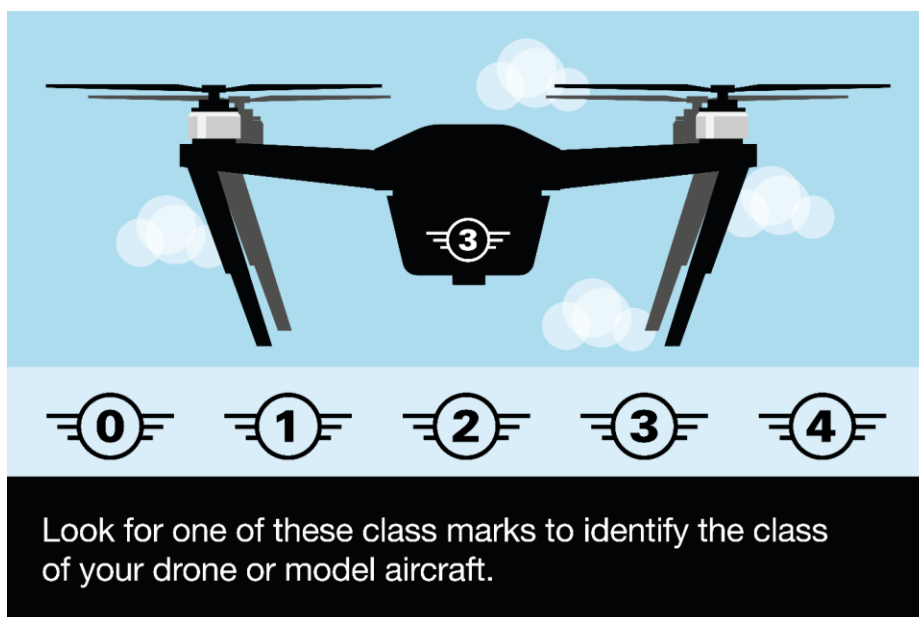 3
0 1 2 3 4
Look for one of these class marks to identify the class
of your drone or model aircraft.